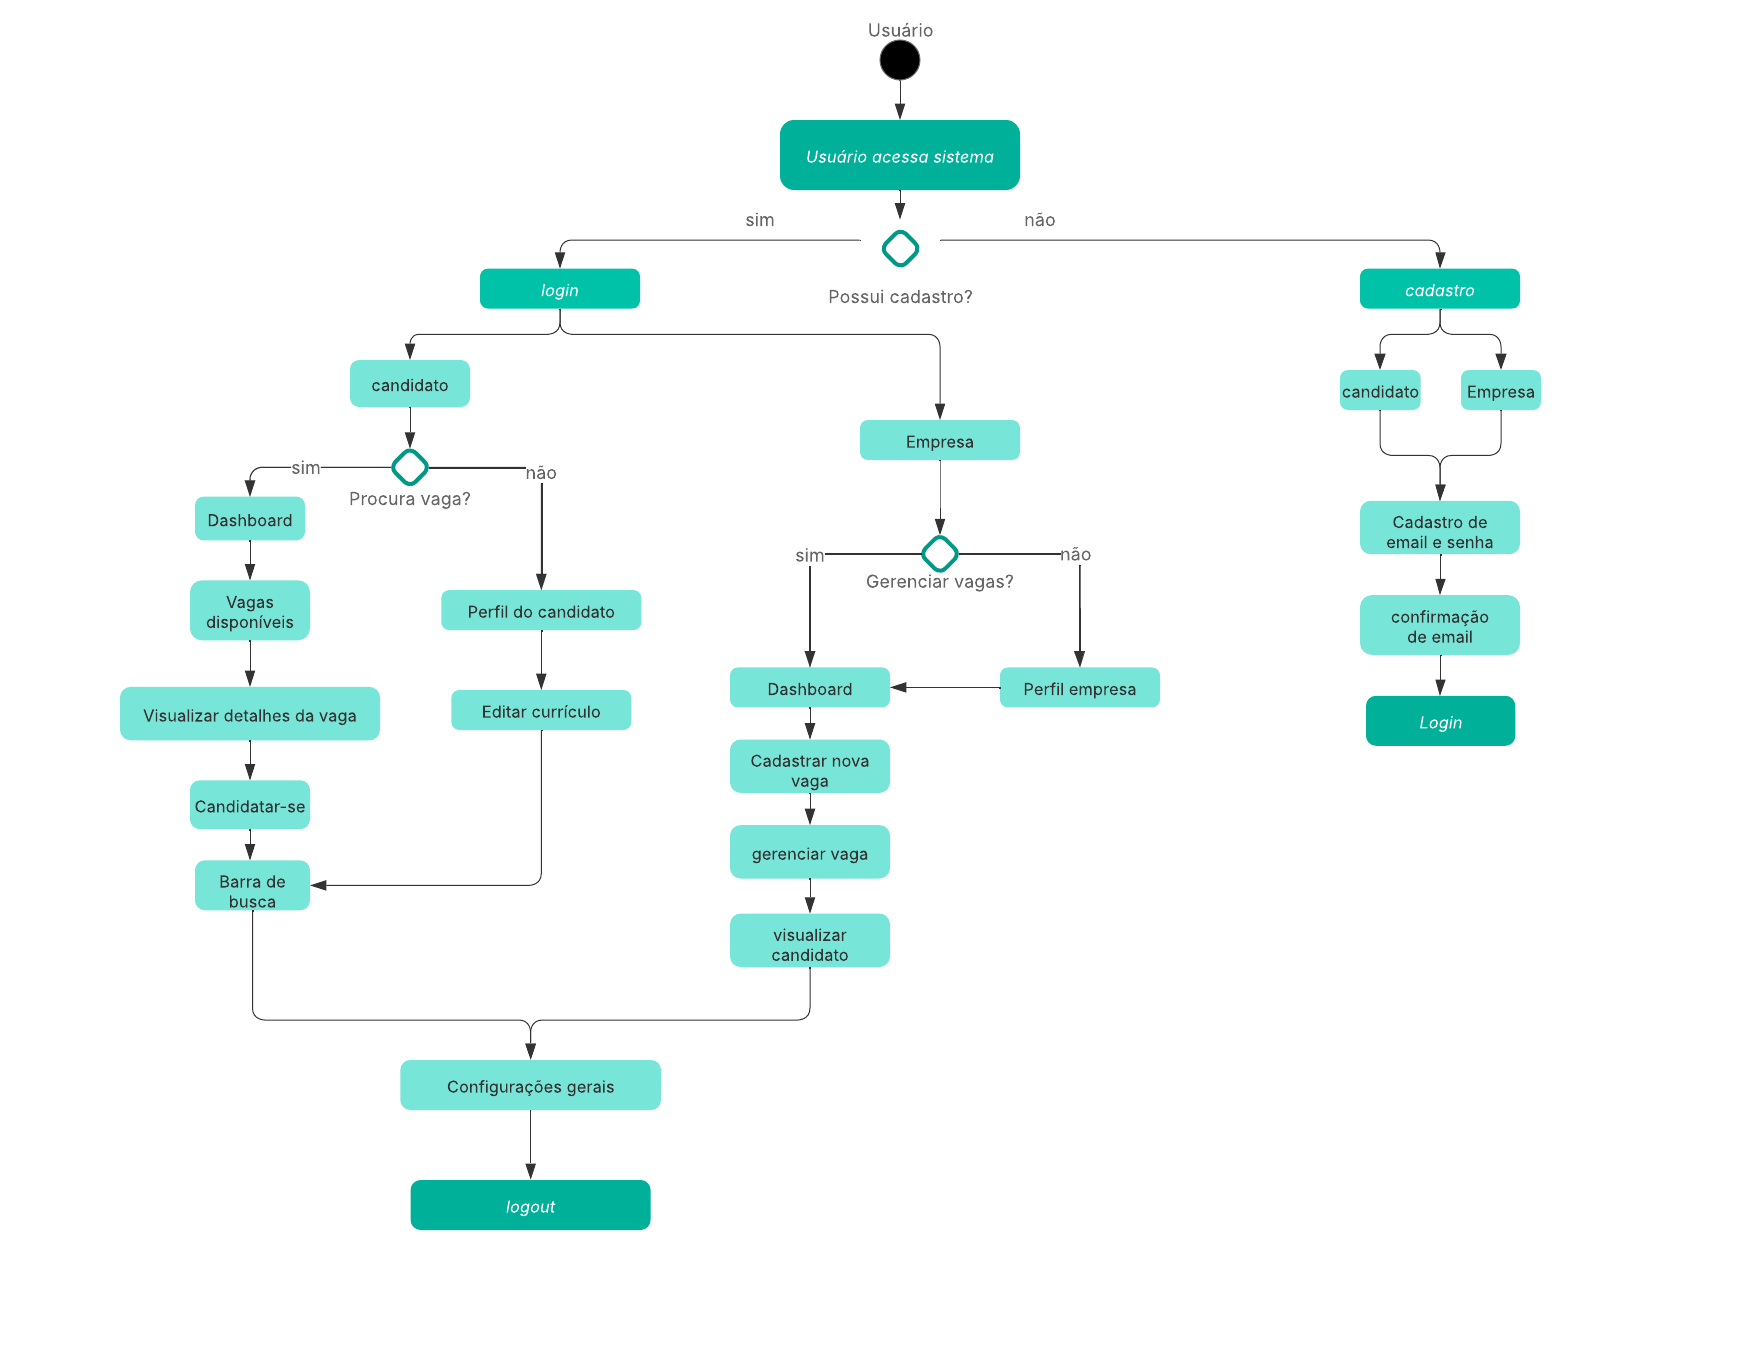 Usuário
Usuário acessa sistema
sim
não
Possui cadastro?
login
cadastro
candidato
Empresa
candidato
Empresa
sim
não
Procura vaga?
Dashboard
Vagas
disponíveis
Visualizar detalhes da vaga
Candidatar-se
Barra de
busca
Perfil do candidato
Editar currículo
sim
não
Gerenciar vagas?
Dashboard
Perfil empresa
Cadastrar nova
vaga
gerenciar vaga
visualizar
candidato
Cadastro de
email e senha
confirmação
de email
Login
Configurações gerais
logout